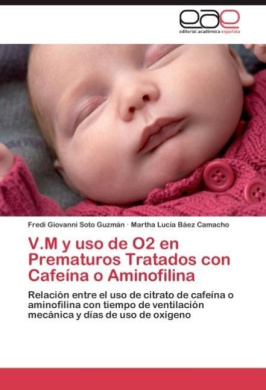 eae
editorial académica española
Fredi Giovanni Soto Guzmán · Martha Lucía Báez Camacho
V.M y uso de O2 en
Prematuros Tratados con
Cafeína o Aminofilina
Relación entre el uso de citrato de cafeína o
aminofilina con tiempo de ventilación
mecánica y días de uso de oxigeno